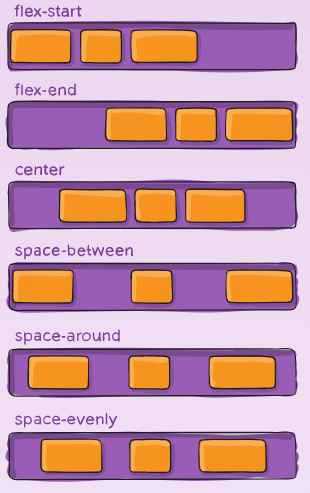 flex-start
flex-end
center
space-between
space-around
space-evenly